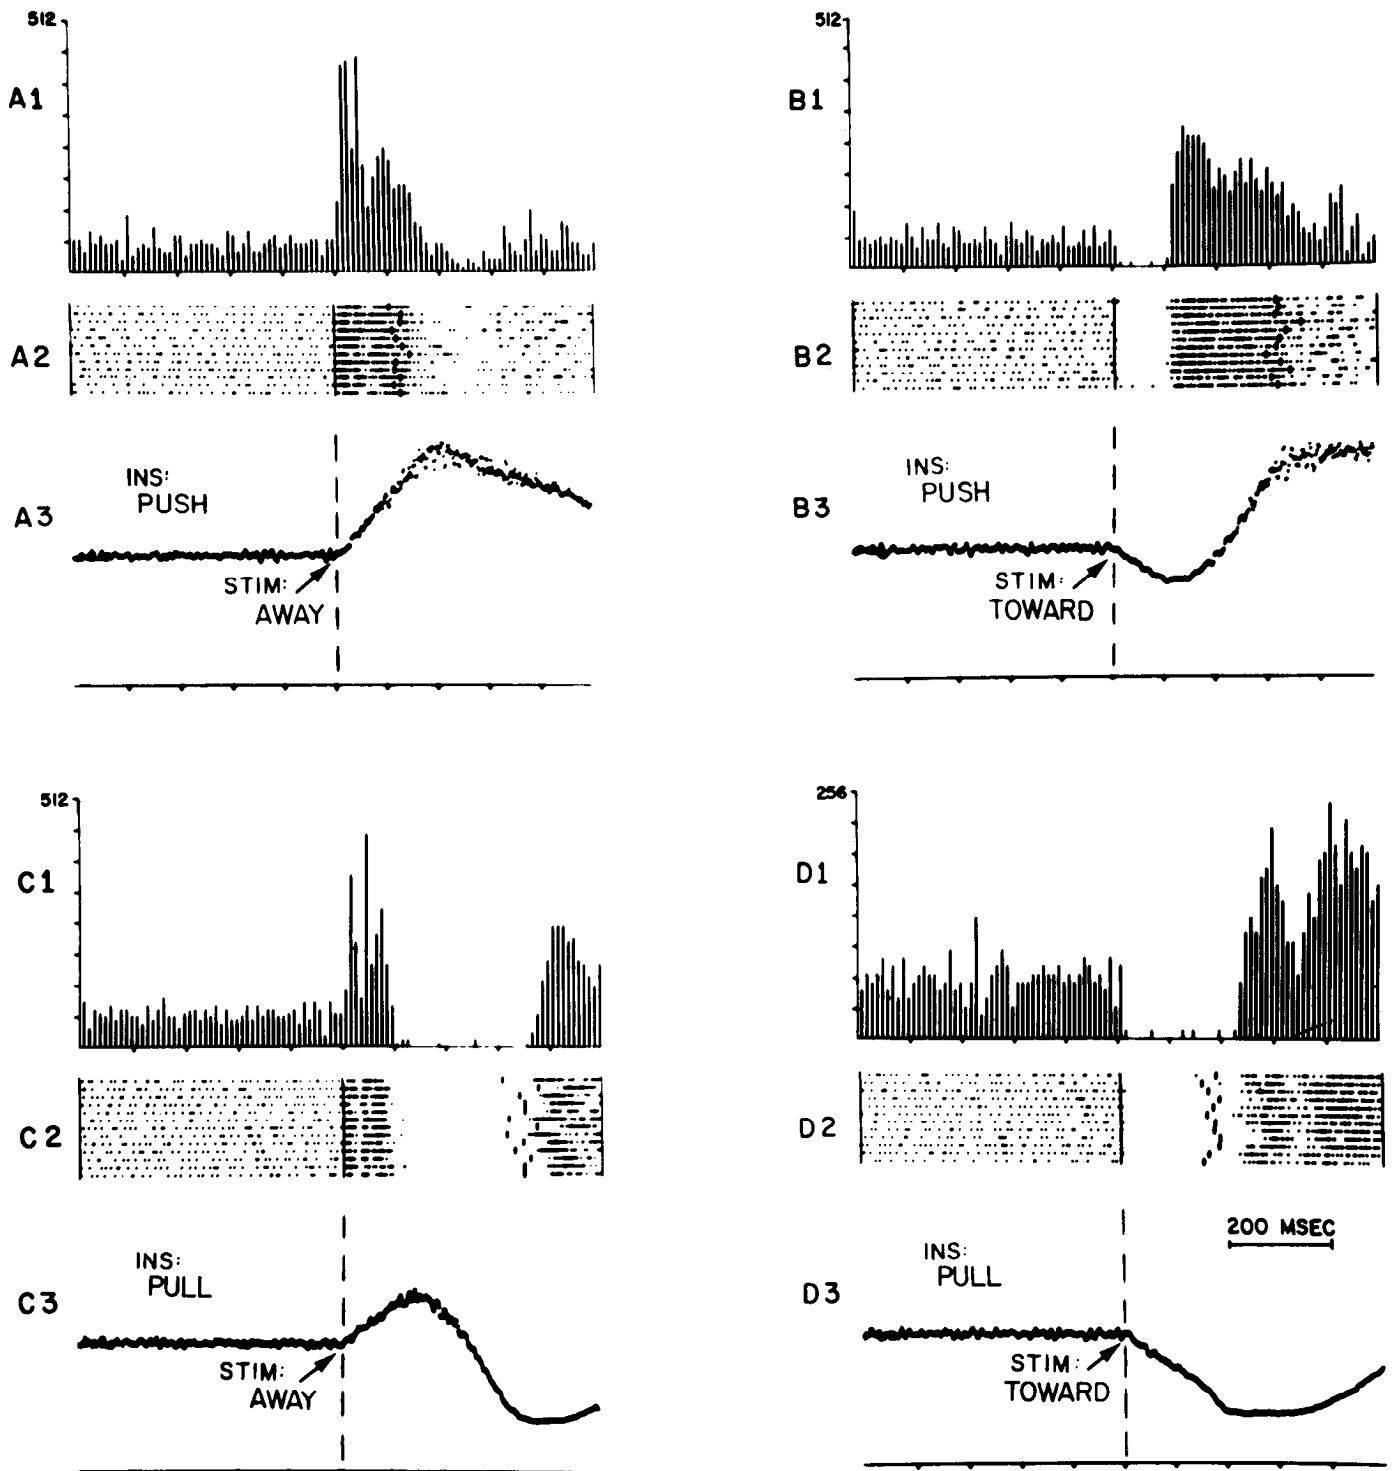 512
A1
A2
INS:
PUSH
A3
STIM:
AWAY
512
B1
B2
INS:
PUSH
B3
STIM:
TOWARD
512
C1
C2
INS:
PULL
C3
STIM:
AWAY
256
D1
D2
200 MSEC
INS:
PULL
D3
STIM:
TOWARD